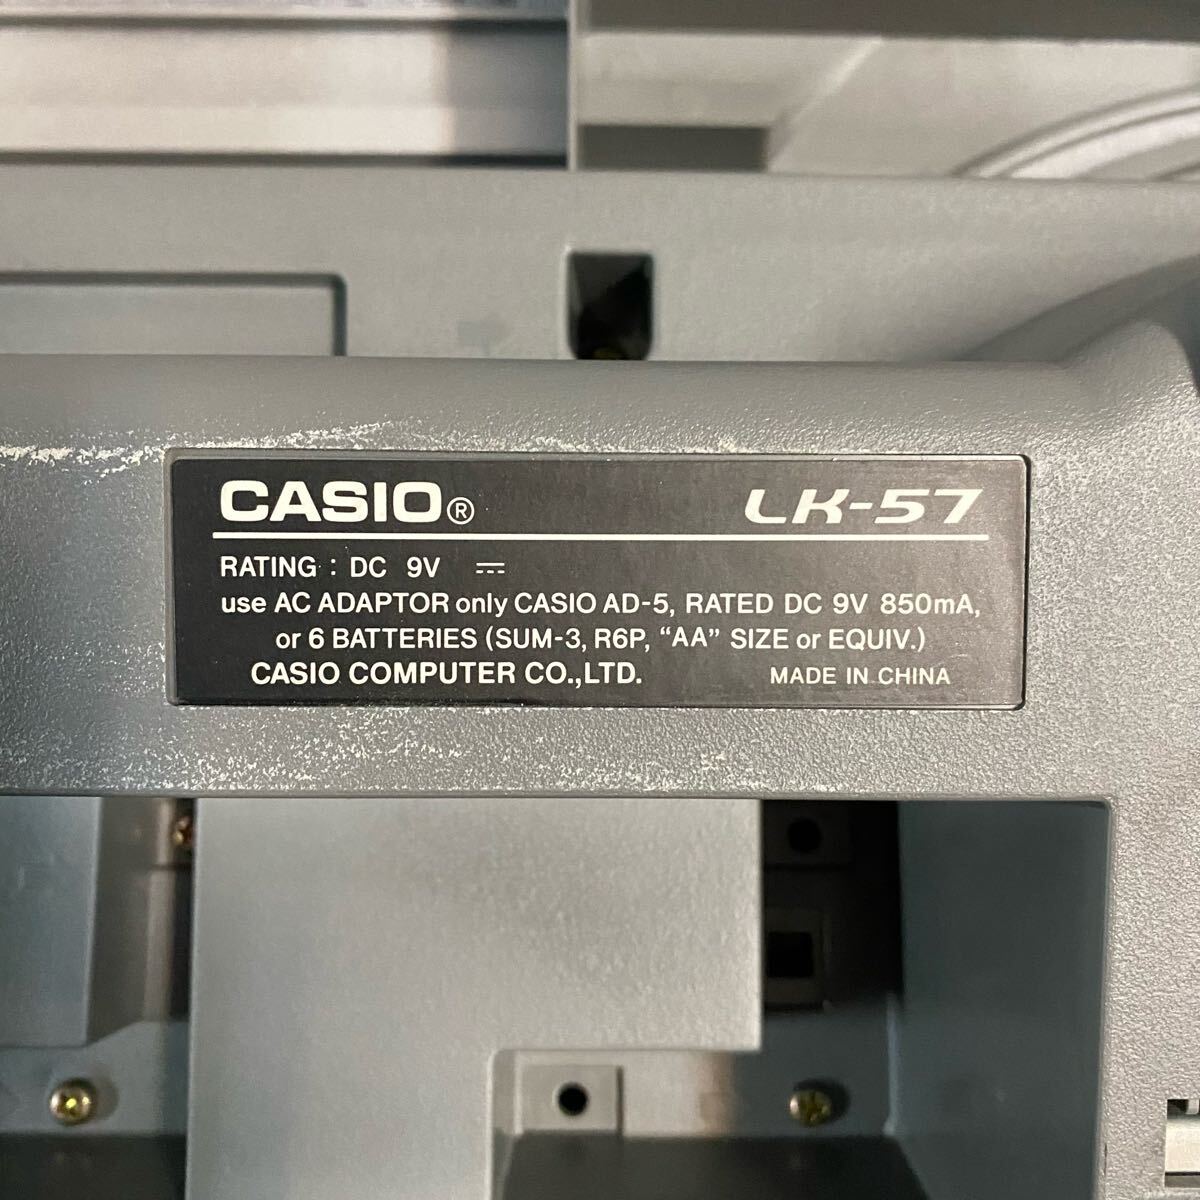 CASIO® LK-57
RATING : DC 9V ⎓
use AC ADAPTOR only CASIO AD-5, RATED DC 9V 850mA,
or 6 BATTERIES (SUM-3, R6P, “AA” SIZE or EQUIV.)
CASIO COMPUTER CO.,LTD. MADE IN CHINA